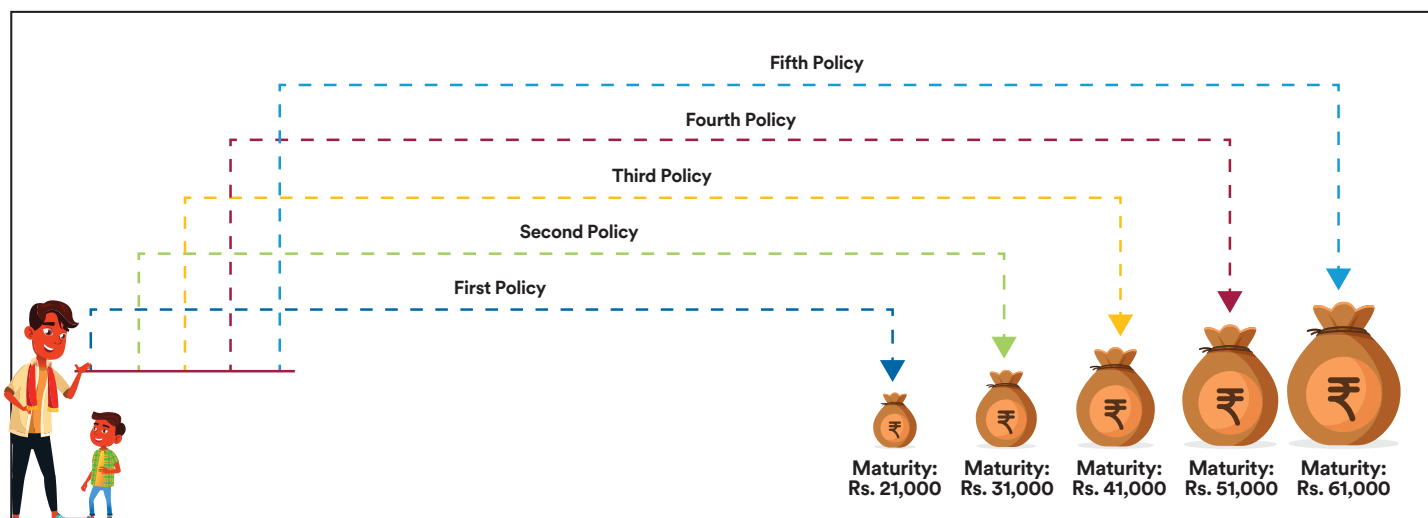 Fifth Policy
Fourth Policy
Third Policy
Second Policy
First Policy
₹
₹
₹
₹
₹
Maturity:
Rs. 21,000
Maturity:
Rs. 31,000
Maturity:
Rs. 41,000
Maturity:
Rs. 51,000
Maturity:
Rs. 61,000